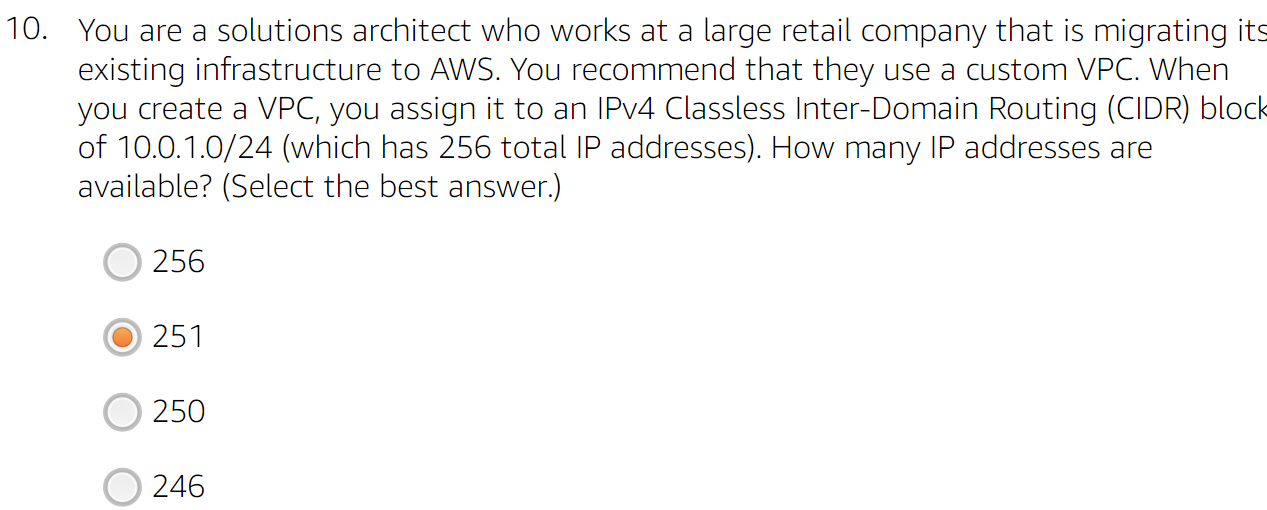 10. You are a solutions architect who works at a large retail company that is migrating its
existing infrastructure to AWS. You recommend that they use a custom VPC. When
you create a VPC, you assign it to an IPv4 Classless Inter-Domain Routing (CIDR) block
of 10.0.1.0/24 (which has 256 total IP addresses). How many IP addresses are
available? (Select the best answer.)
256
251
250
246